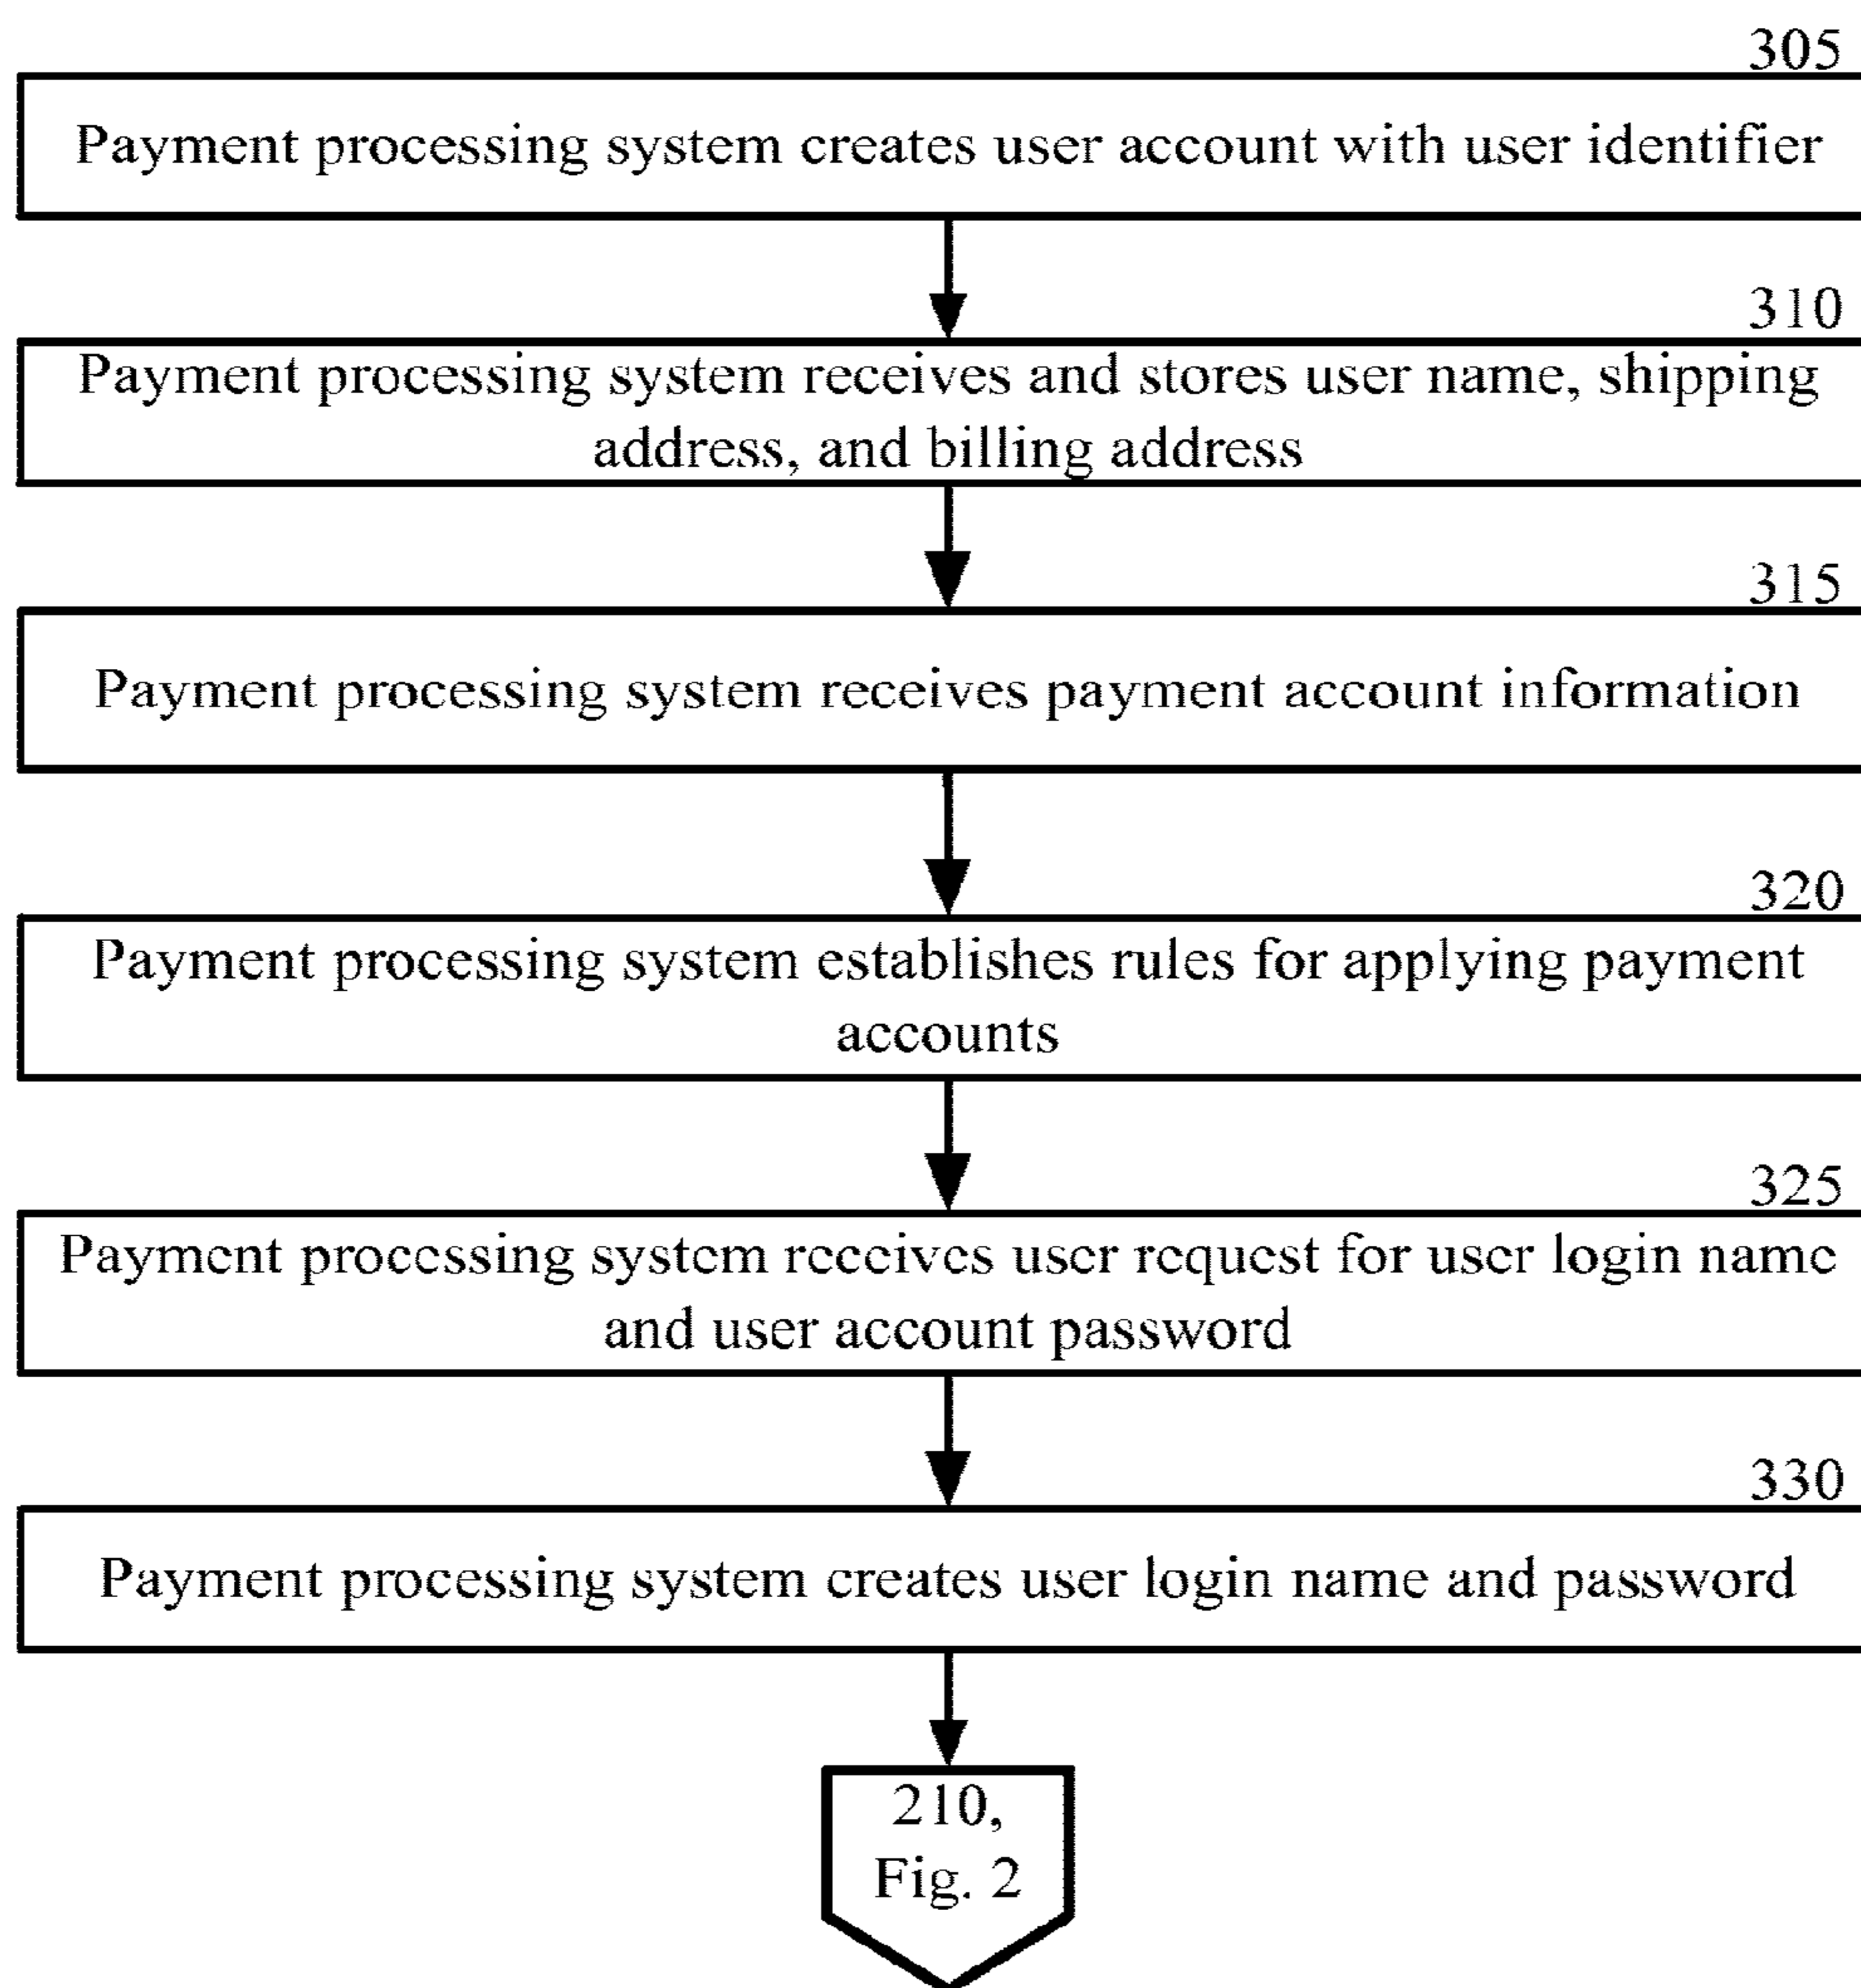 305
Payment processing system creates user account with user identifier
310
Payment processing system receives and stores user name, shipping
address, and billing address
315
Payment processing system receives payment account information
320
Payment processing system establishes rules for applying payment
accounts
325
Payment processing system receives user request for user login name
and user account password
330
Payment processing system creates user login name and password
210,
Fig. 2